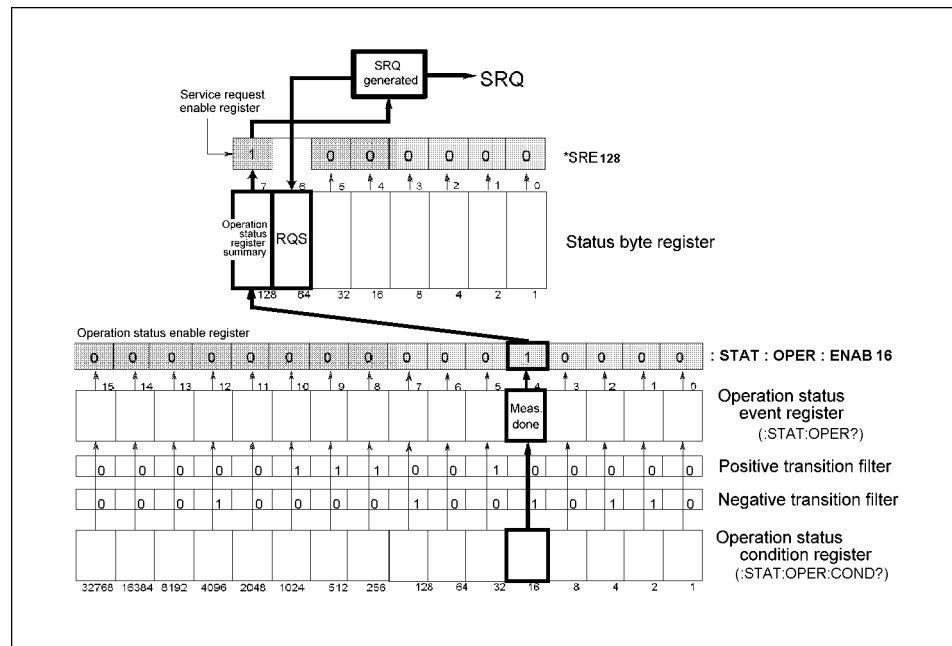 SRQ
generated
SRQ
Service request
enable register
1 0 0 0 0 0 0
*SRE 128
7 6 5 4 3 2 1 0
Operation
status
register
summary
RQS
Status byte register
128 64 32 16 8 4 2 1
Operation status enable register
0 0 0 0 0 0 0 0 0 0 0 1 0 0 0 0
: STAT : OPER : ENAB 16
15 14 13 12 11 10 9 8 7 6 5 4 3 2 1 0
Meas.
done
Operation status
event register
(:STAT:OPER?)
0 0 0 0 0 1 1 1 0 0 1 0 0 0 0 0
Positive transition filter
0 0 0 1 0 0 0 0 1 0 0 1 0 1 1 0
Negative transition filter
Operation status
condition register
(:STAT:OPER:COND?)
32768 16384 8192 4096 2048 1024 512 256 128 64 32 16 8 4 2 1